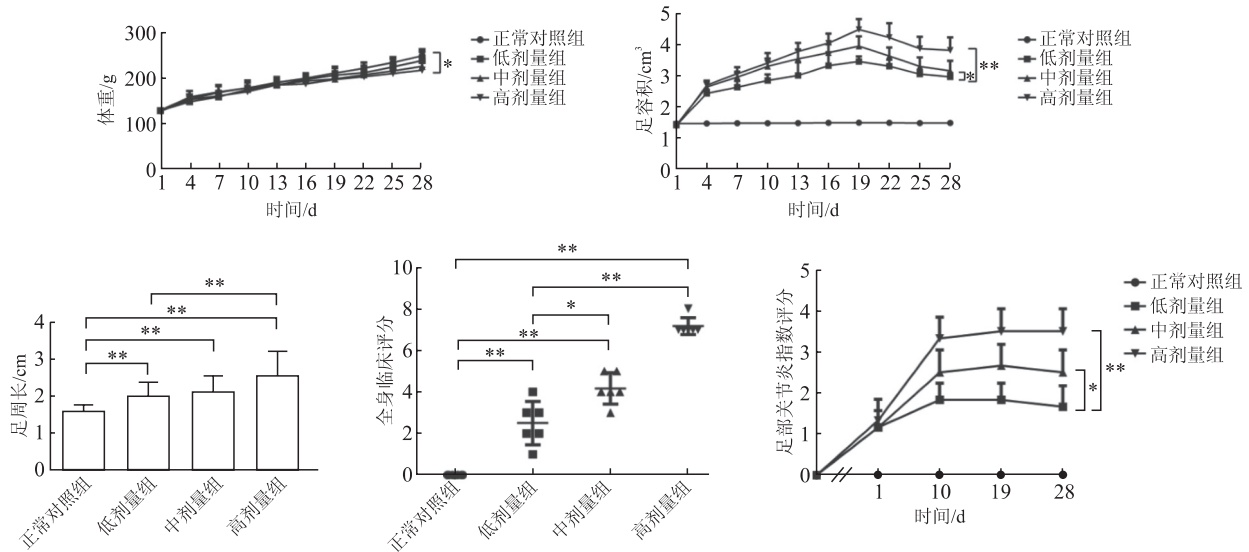 300
200
100
0
体重/g
1 4 7 10 13 16 19 22 25 28
时间/d
正常对照组
低剂量组
中剂量组
高剂量组
*
5
4
3
2
1
0
足容积/cm³
1 4 7 10 13 16 19 22 25 28
时间/d
正常对照组
低剂量组
中剂量组
高剂量组
*
**
4
3
2
1
0
足周长/cm
**
**
**
**
正常对照组
低剂量组
中剂量组
高剂量组
10
8
6
4
2
0
全身临床评分
**
**
*
**
**
正常对照组
低剂量组
中剂量组
高剂量组
5
4
3
2
1
0
足部关节炎指数评分
1 10 19 28
时间/d
正常对照组
低剂量组
中剂量组
高剂量组
*
**